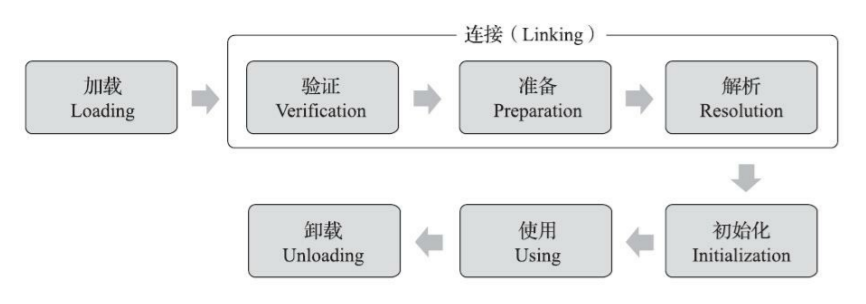 连接（Linking）
加载
Loading
验证
Verification
准备
Preparation
解析
Resolution
初始化
Initialization
使用
Using
卸载
Unloading